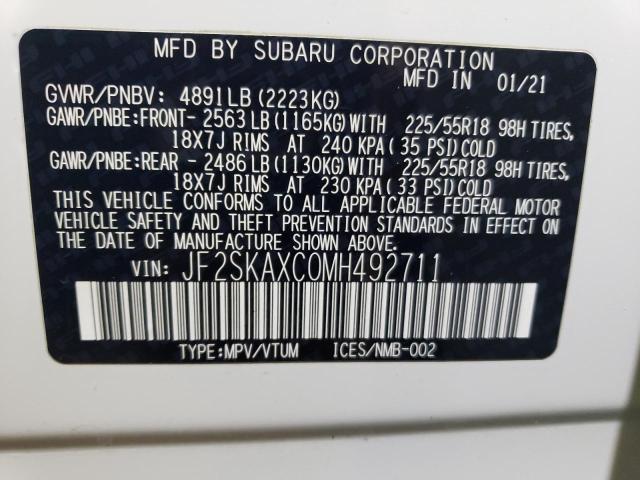 MFD BY SUBARU CORPORATION
MFD IN 01/21
GVWR/PNBV: 4891LB(2223KG)
GAWR/PNBE:FRONT-2563LB(1165KG)WITH 225/55R18 98H TIRES,
18X7J RIMS AT 240 KPA(35 PSI)COLD
GAWR/PNBE:REAR -2486LB(1130KG)WITH 225/55R18 98H TIRES,
18X7J RIMS AT 230 KPA(33 PSI)COLD
THIS VEHICLE CONFORMS TO ALL APPLICABLE FEDERAL MOTOR
VEHICLE SAFETY AND THEFT PREVENTION STANDARDS IN EFFECT
ON THE DATE OF MANUFACTURE SHOWN ABOVE.
VIN: JF2SKAXC0MH492711
TYPE:MPV/VTUM ICES/NMB-002